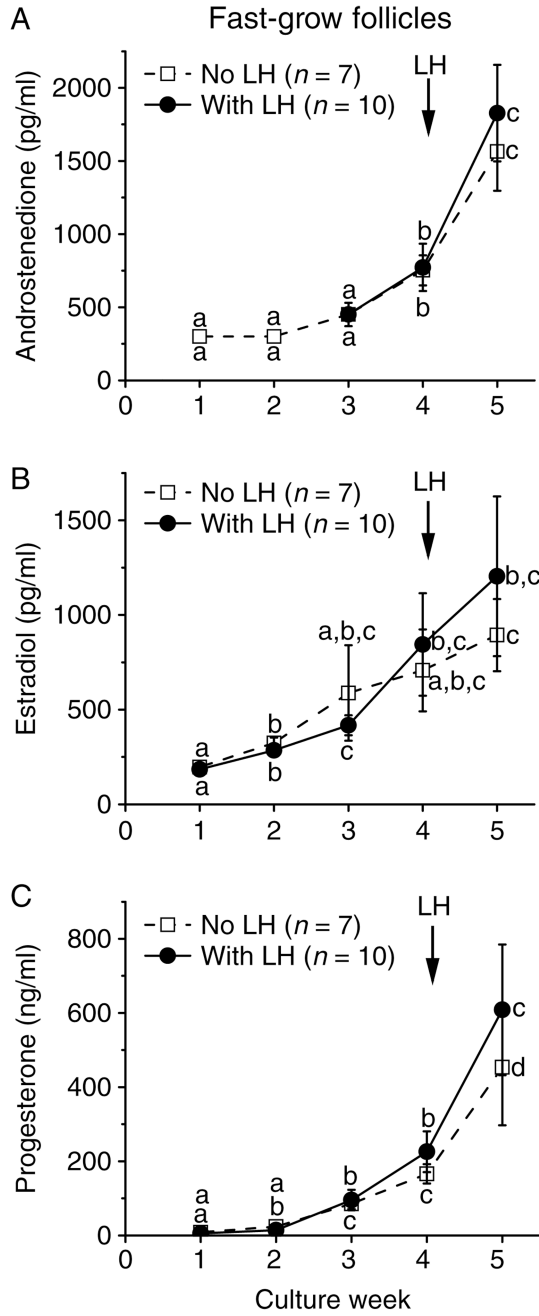 A
Fast-grow follicles
No LH (n = 7)
With LH (n = 10)
LH
Androstenedione (pg/ml)
2000
1500
1000
500
0
a a a b c
a a a b c
0 1 2 3 4 5
B
No LH (n = 7)
With LH (n = 10)
LH
Estradiol (pg/ml)
1500
1000
500
0
a b a,b,c b,c b,c
a b c a,b,c c
0 1 2 3 4 5
C
No LH (n = 7)
With LH (n = 10)
LH
Progesterone (ng/ml)
800
600
400
200
0
a a b b c
a b c c d
0 1 2 3 4 5
Culture week